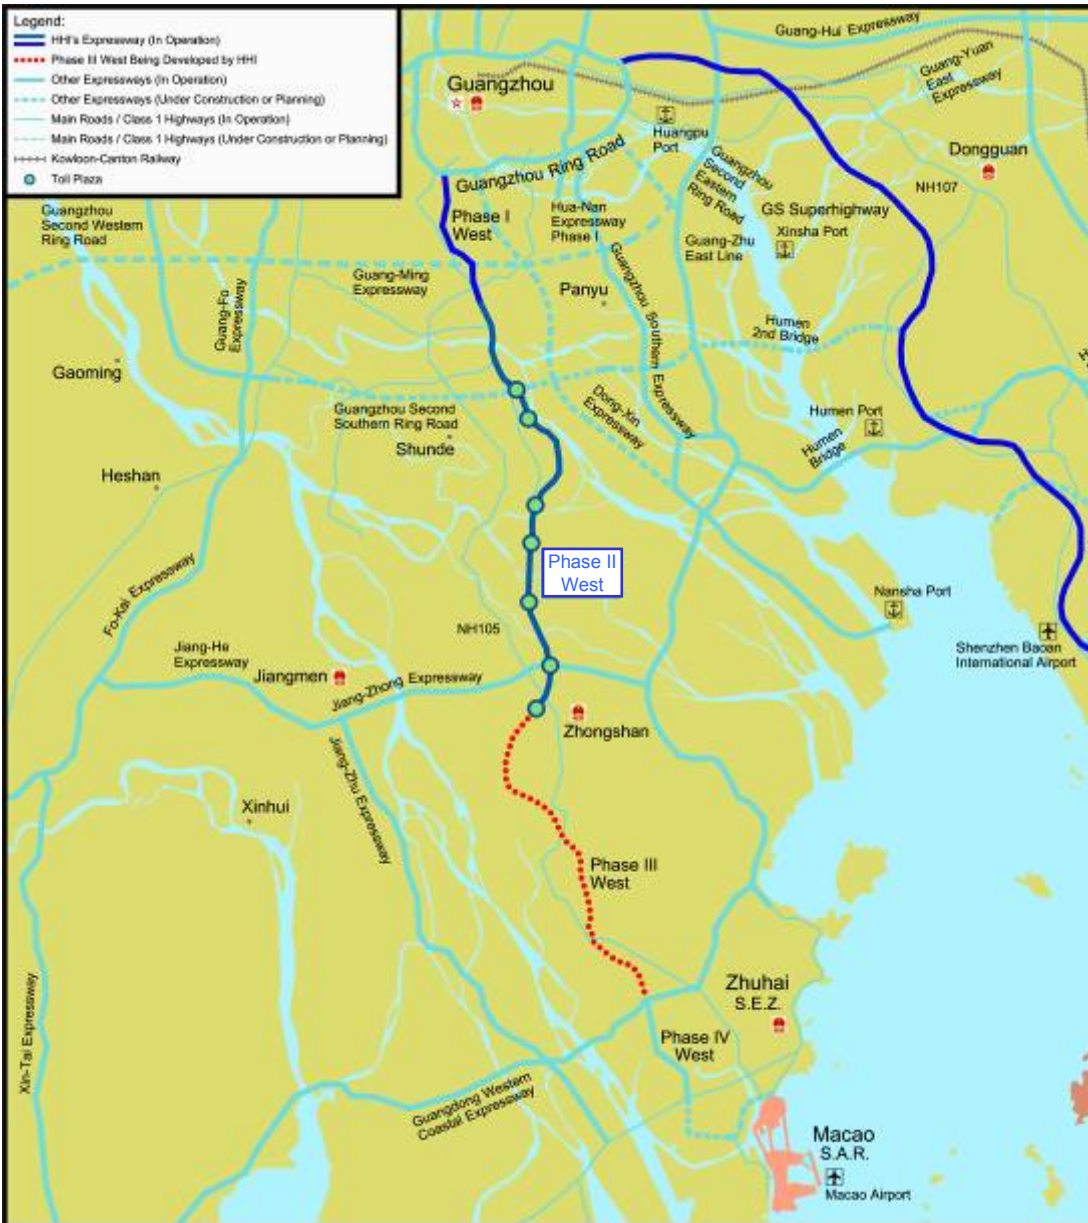 Legend:
HHI's Expressway (In Operation)
Phase III West Being Developed by HHI
Other Expressways (In Operation)
Other Expressways (Under Construction or Planning)
Main Roads / Class 1 Highways (In Operation)
Main Roads / Class 1 Highways (Under Construction or Planning)
Kowloon-Canton Railway
Toll Plaza
Guang-Hui Expressway
Guang-Yuan
East
Expressway
Guangzhou
Huangpu
Port
Dongguan
Guangzhou Ring Road
Guangzhou
Second
Eastern
Ring Road
NH107
Guangzhou
Second Western
Ring Road
Phase I
West
Hua-Nan
Expressway
Phase I
GS Superhighway
Xinsha Port
Guang-Zhu
East Line
Guang-Ming
Expressway
Guang-Fo
Expressway
Panyu
Guangzhou Southern Expressway
Humen
2nd Bridge
Gaoming
Guangzhou Second
Southern Ring Road
Shunde
Dong-Xin
Expressway
Humen Port
Humen
Bridge
Heshan
Phase II
West
Fo-Kai Expressway
Nansha Port
NH105
Jiang-He
Expressway
Shenzhen Baoan
International Airport
Jiangmen
Jiang-Zhong Expressway
Zhongshan
Jiang-Zhu Expressway
Xinhui
Phase III
West
Zhuhai
S.E.Z.
Xin-Tai Expressway
Phase IV
West
Guangdong Western
Coastal Expressway
Macao
S.A.R.
Macao Airport